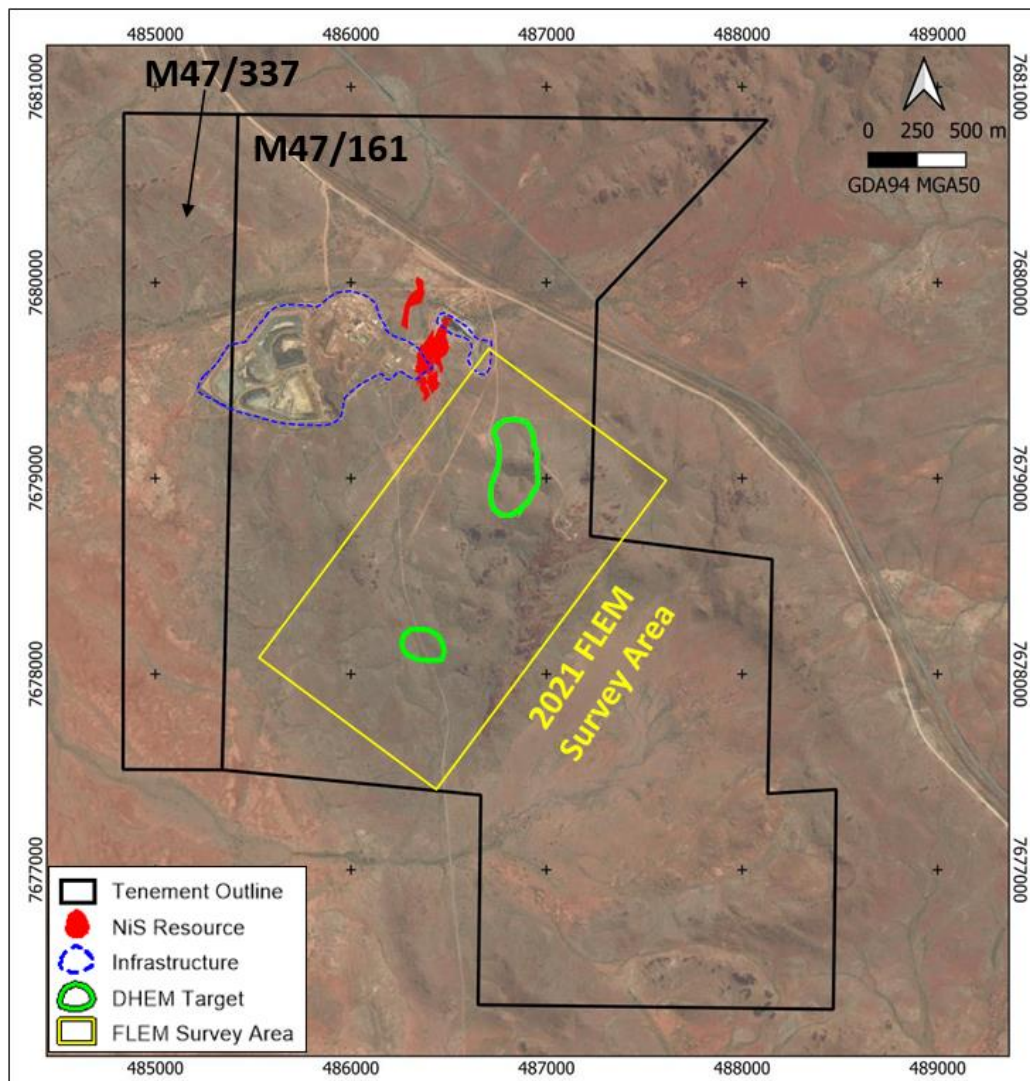 485000 486000 487000 488000 489000
7681000
7681000
M47/337
M47/161
0 250 500 m
GDA94 MGA50
7680000
7680000
7679000
7679000
2021 FLEM
Survey Area
7678000
7678000
7677000
7677000
Tenement Outline
NiS Resource
Infrastructure
DHEM Target
FLEM Survey Area
485000 486000 487000 488000 489000